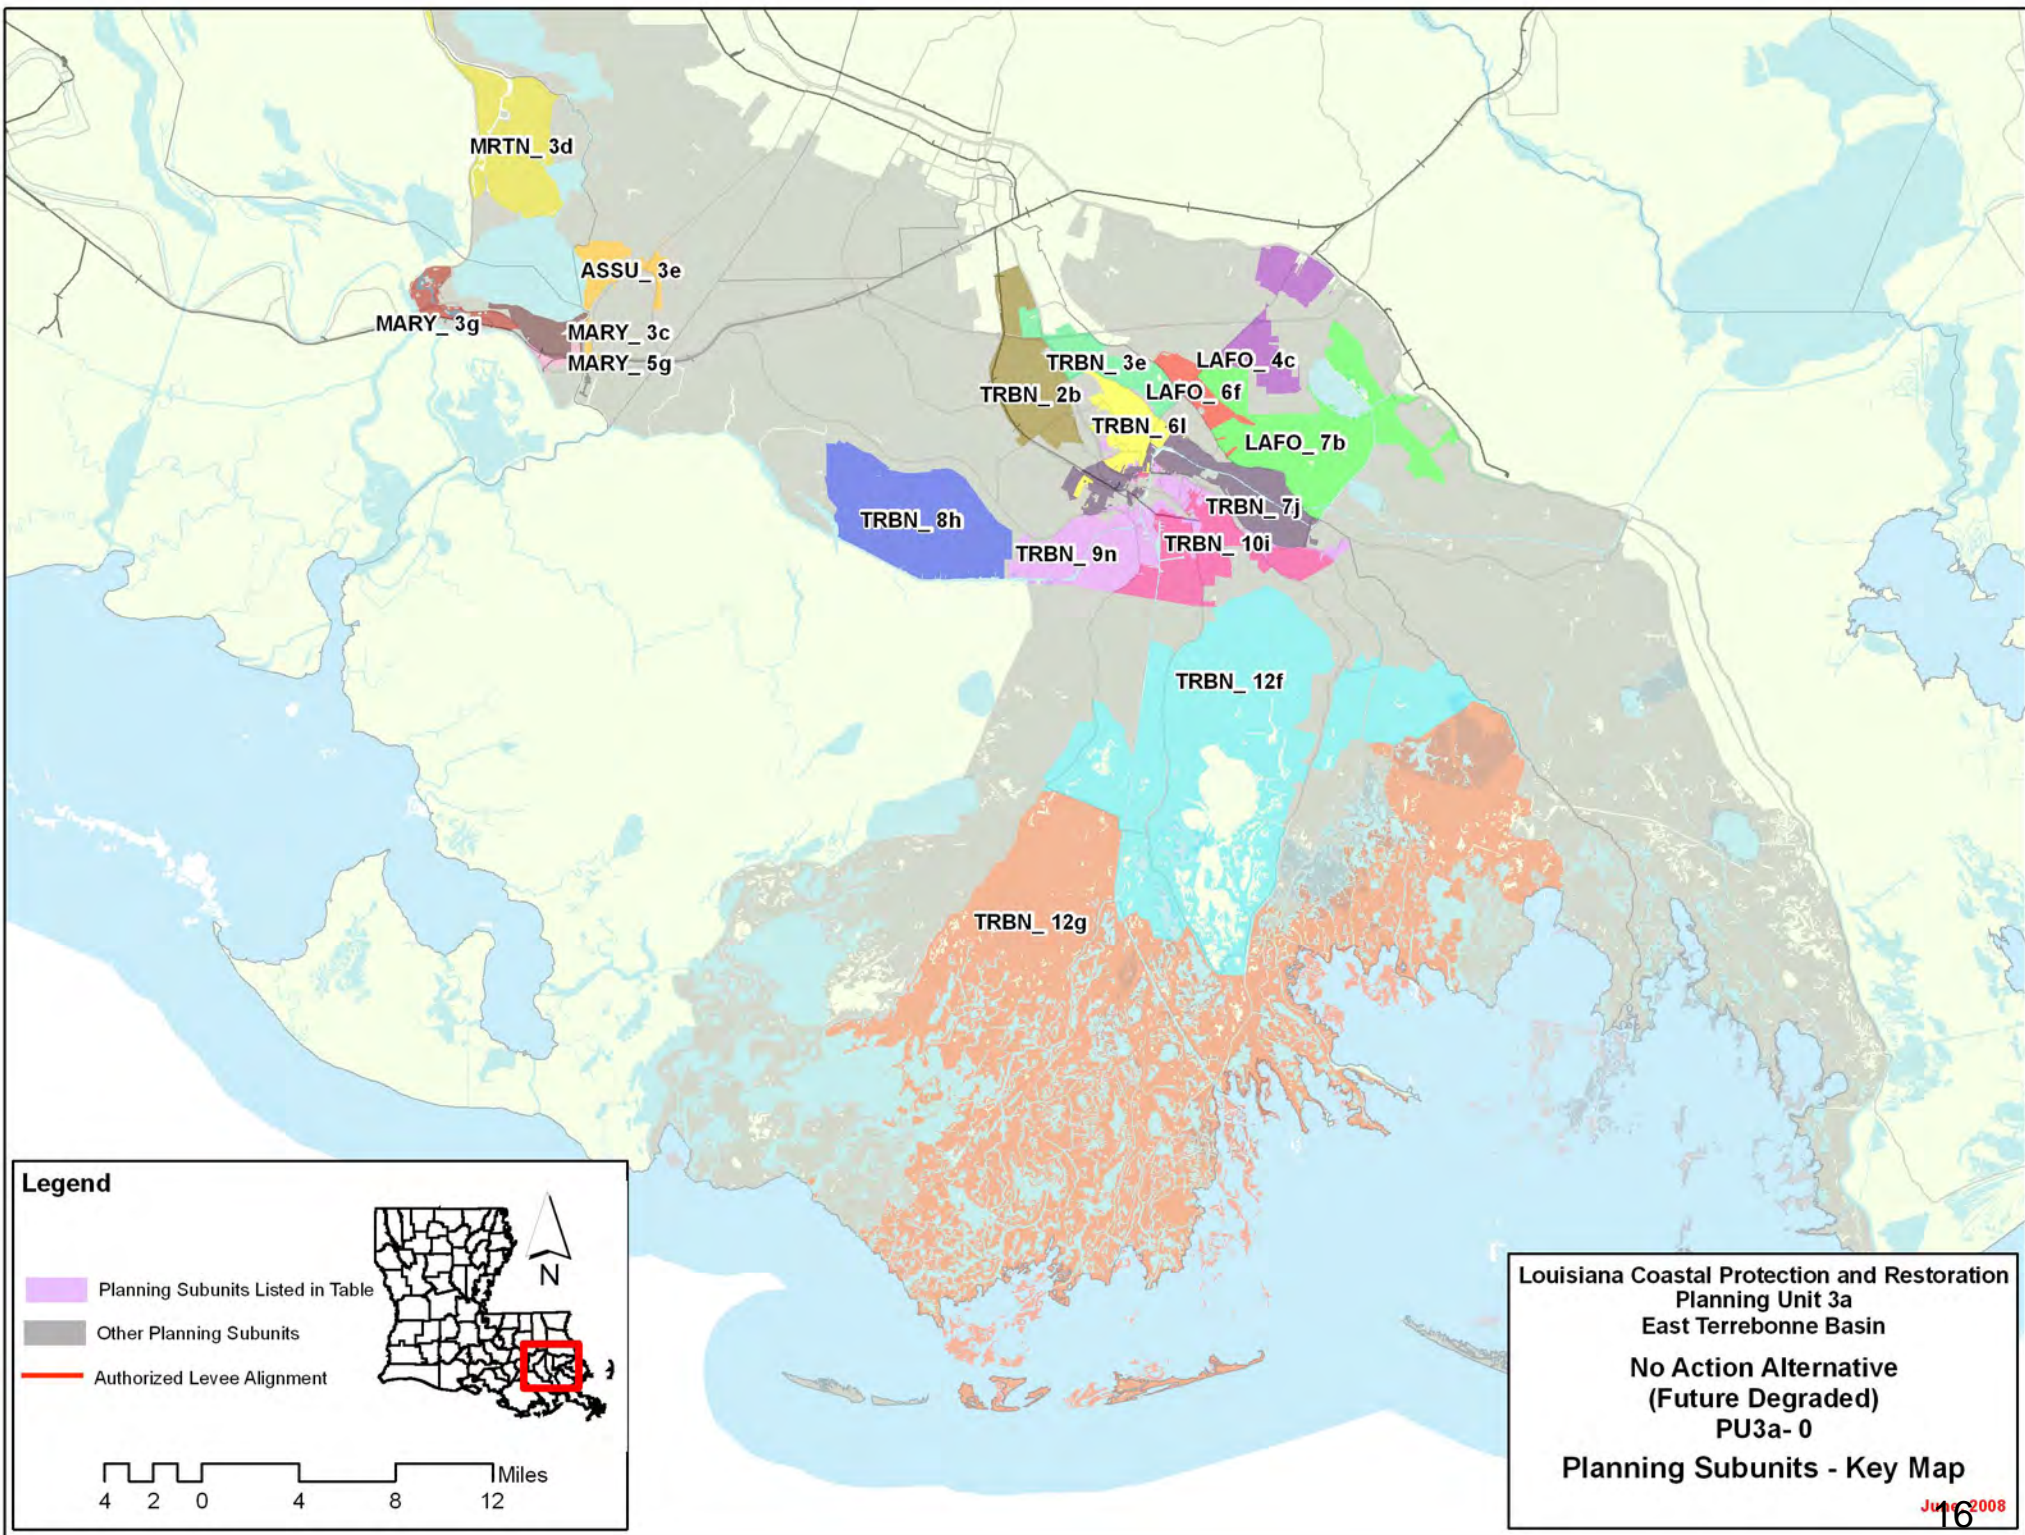 MRTN_ 3d
ASSU_ 3e
MARY_ 3g
MARY_ 3c
MARY_ 5g
TRBN_ 3e
LAFO_ 4c
LAFO_ 6f
TRBN_ 2b
TRBN_ 6l
LAFO_ 7b
TRBN_ 7j
TRBN_ 8h
TRBN_ 9n
TRBN_ 10i
TRBN_ 12f
TRBN_ 12g
Legend
Planning Subunits Listed in Table
Other Planning Subunits
Authorized Levee Alignment
N
Miles
4 2 0 4 8 12
Louisiana Coastal Protection and Restoration
Planning Unit 3a
East Terrebonne Basin
No Action Alternative
(Future Degraded)
PU3a- 0
Planning Subunits - Key Map
June, 2008
16